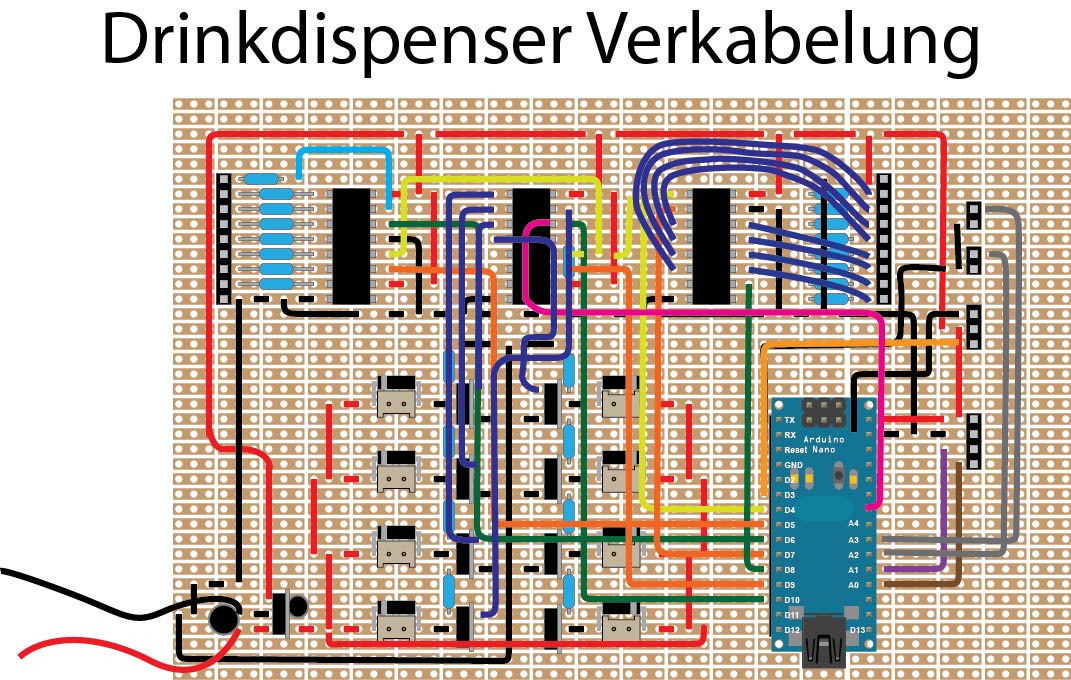 Drinkdispenser Verkabelung
Arduino
Nano
TX
RX
Reset
GND
D2
D3
D4
D5 A4
D6 A3
D7 A2
D8 A1
D9 A0
D10
D11
D12 D13